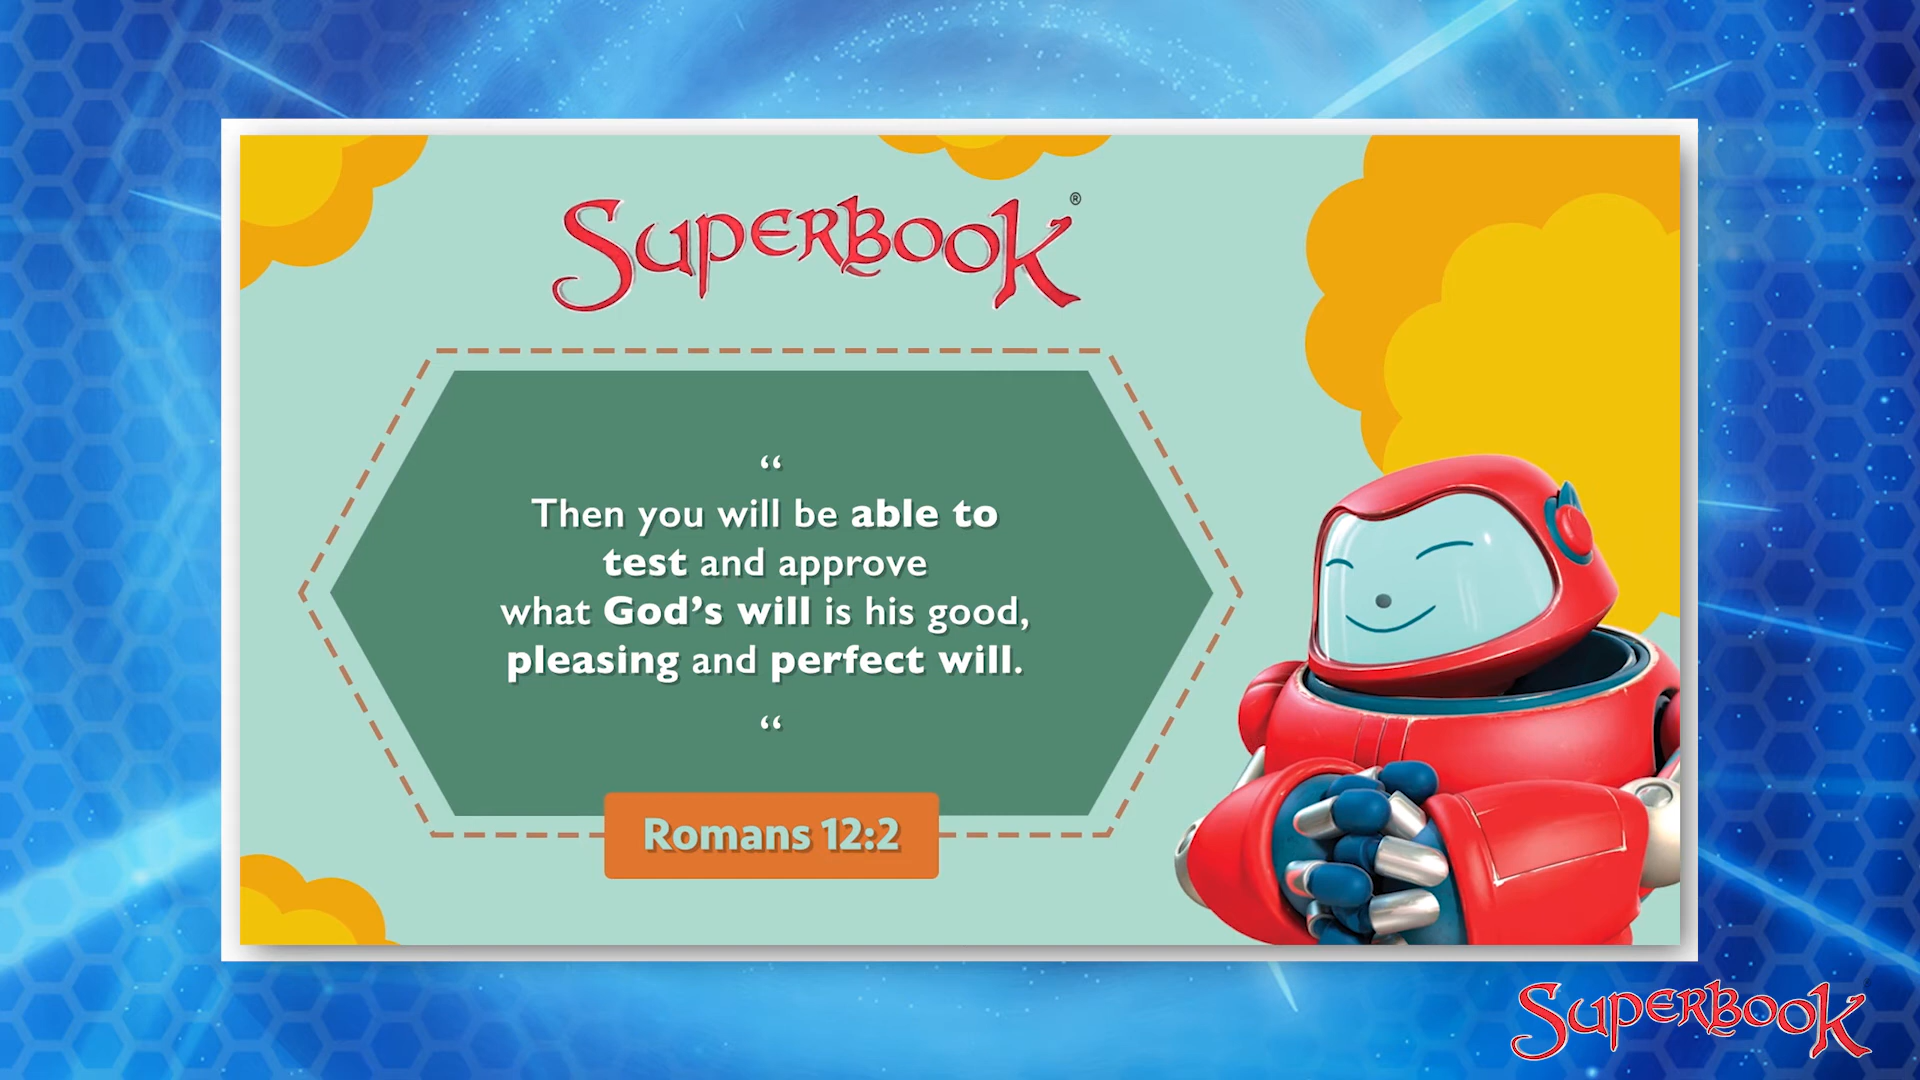 SUPERBOOK®
“
Then you will be able to
test and approve
what God’s will is his good,
pleasing and perfect will.
“
Romans 12:2
SUPERBOOK